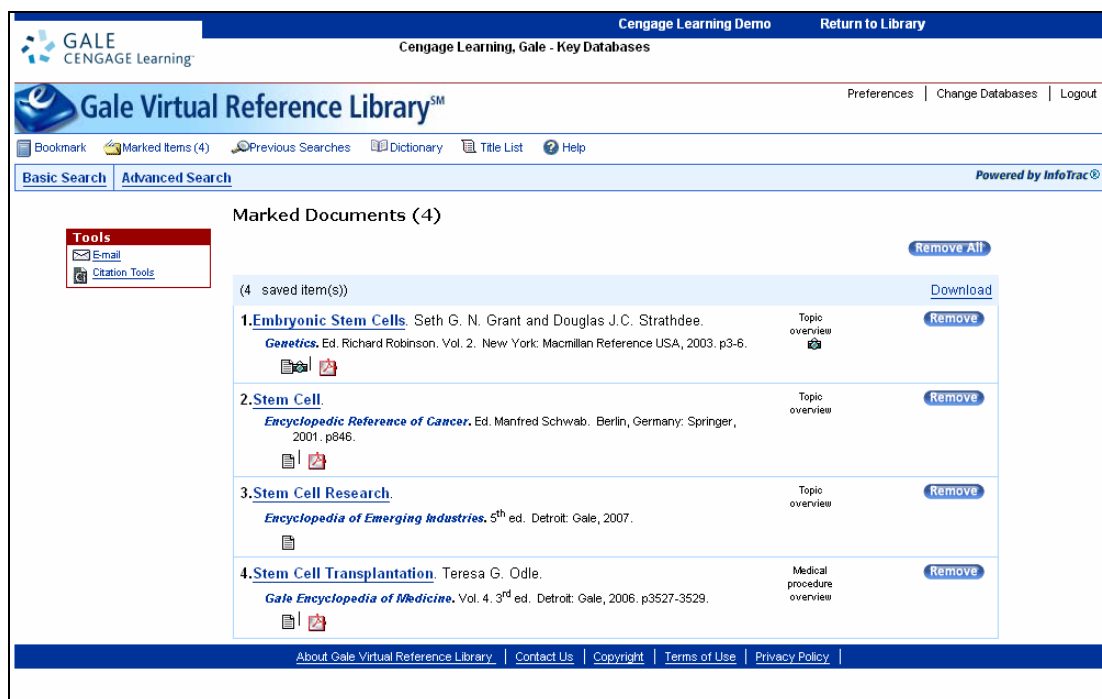 Cengage Learning Demo Return to Library
GALE
CENGAGE Learning
Cengage Learning, Gale - Key Databases
Gale Virtual Reference Library℠
Preferences | Change Databases | Logout
Bookmark Marked Items (4) Previous Searches Dictionary Title List Help
Basic Search Advanced Search Powered by InfoTrac®
Marked Documents (4)
Tools
E-mail
Citation Tools
Remove All
(4 saved item(s)) Download
1.Embryonic Stem Cells. Seth G. N. Grant and Douglas J.C. Strathdee. Topic Remove
overview
Genetics. Ed. Richard Robinson. Vol. 2. New York: Macmillan Reference USA, 2003. p3-6.
2.Stem Cell. Topic Remove
overview
Encyclopedic Reference of Cancer. Ed. Manfred Schwab. Berlin, Germany: Springer,
2001. p846.
3.Stem Cell Research. Topic Remove
overview
Encyclopedia of Emerging Industries. 5th ed. Detroit: Gale, 2007.
4.Stem Cell Transplantation. Teresa G. Odle. Medical Remove
procedure
overview
Gale Encyclopedia of Medicine. Vol. 4. 3rd ed. Detroit: Gale, 2006. p3527-3529.
About Gale Virtual Reference Library | Contact Us | Copyright | Terms of Use | Privacy Policy |